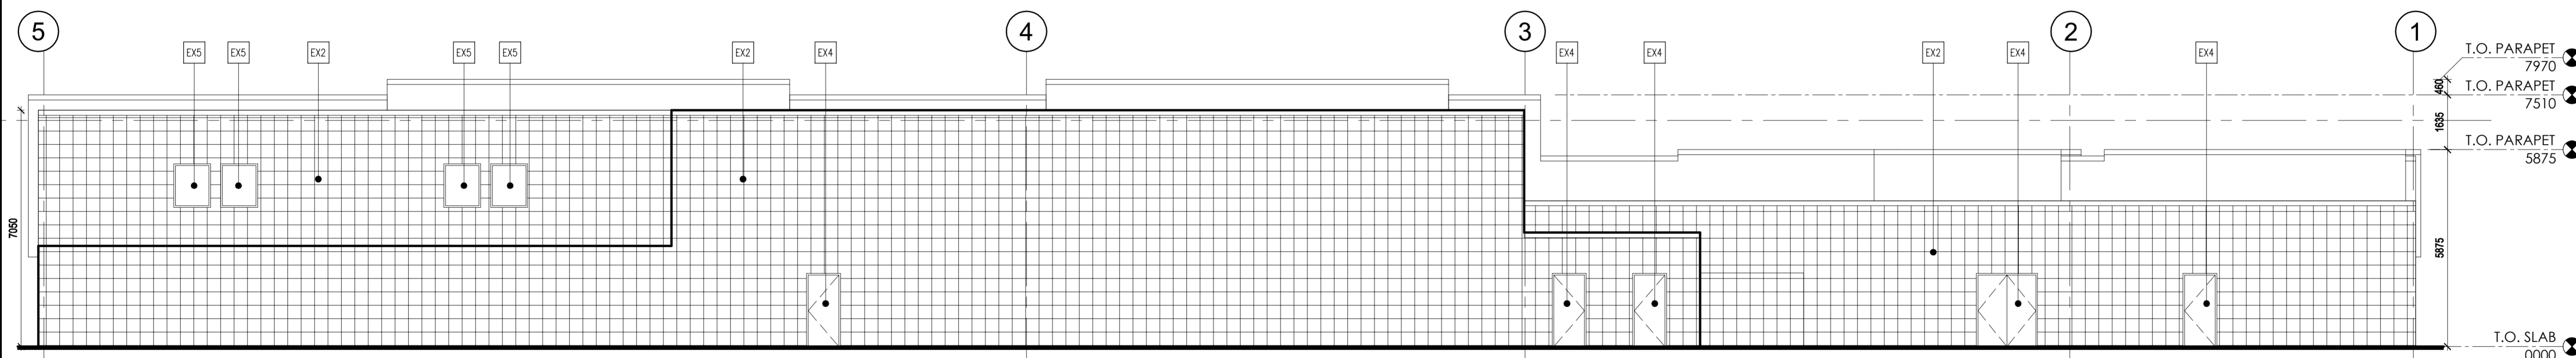 5
4
3
2
1
EX5
EX5
EX2
EX5
EX5
EX2
EX4
EX4
EX4
EX2
EX4
EX4
T.O. PARAPET
7970
460
T.O. PARAPET
7510
1635
T.O. PARAPET
5875
7050
5875
T.O. SLAB
0000